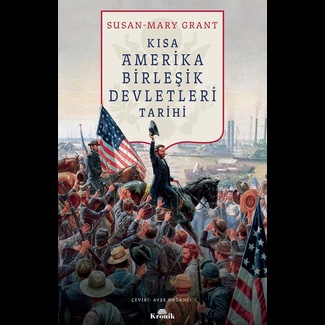 SUSAN-MARY GRANT
KISA
AMERİKA
BİRLEŞİK
DEVLETLERİ
TARİHİ
ÇEVİRİ: AYŞE DOĞANCI
Kronik